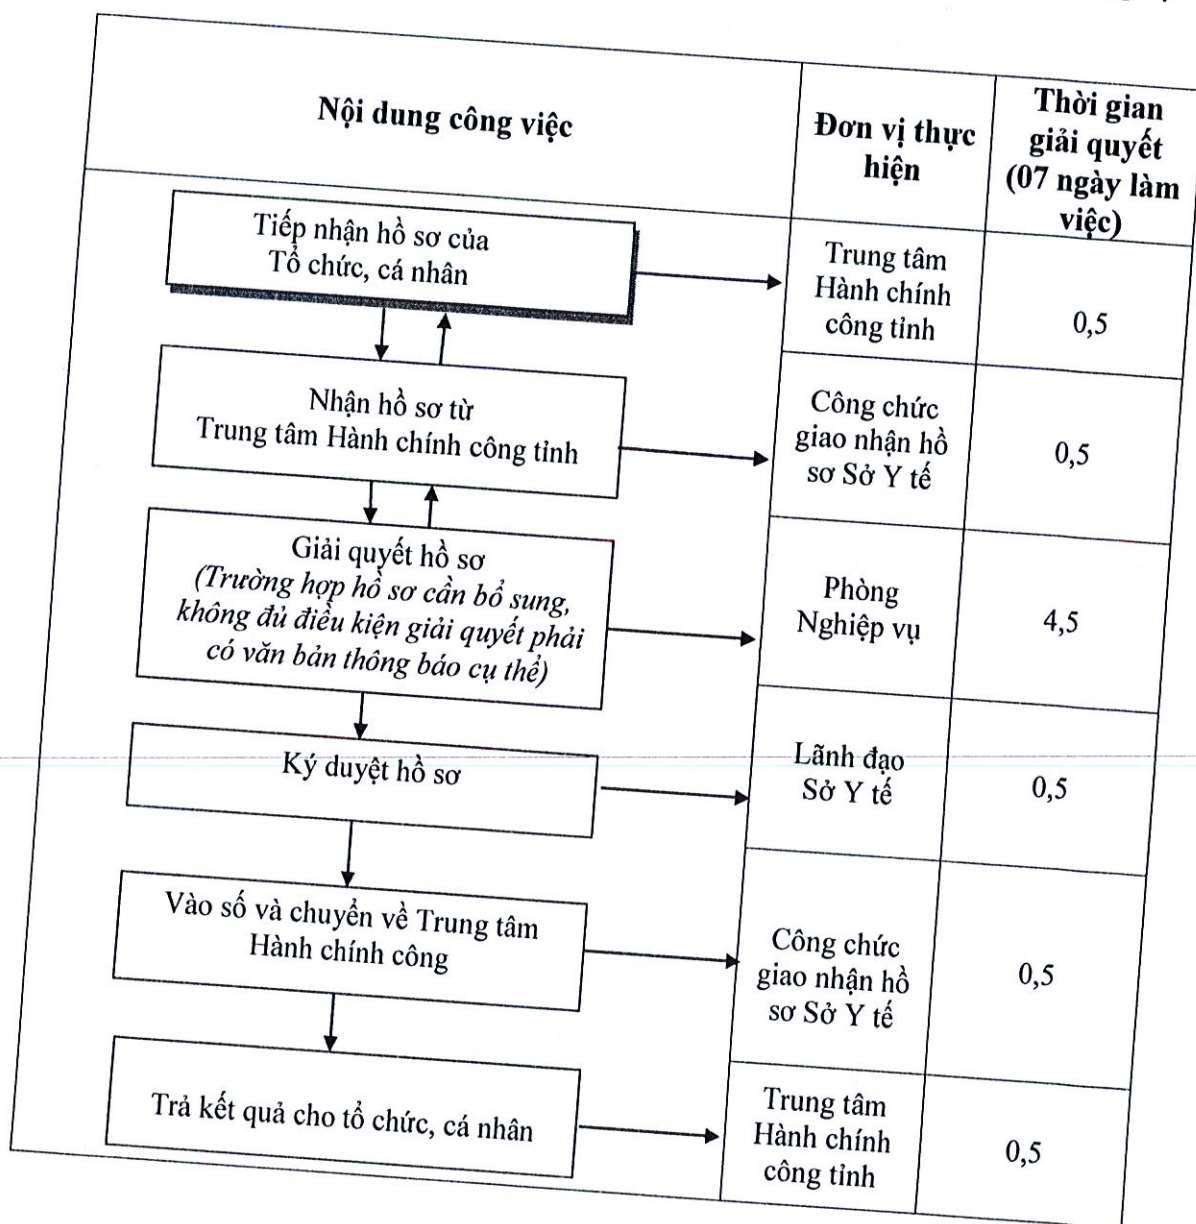 Nội dung công việc
Đơn vị thực
hiện
Thời gian
giải quyết
(07 ngày làm
việc)
Tiếp nhận hồ sơ của
Tổ chức, cá nhân
Trung tâm
Hành chính
công tỉnh
0,5
Nhận hồ sơ từ
Trung tâm Hành chính công tỉnh
Công chức
giao nhận hồ
sơ Sở Y tế
0,5
Giải quyết hồ sơ
(Trường hợp hồ sơ cần bổ sung,
không đủ điều kiện giải quyết phải
có văn bản thông báo cụ thể)
Phòng
Nghiệp vụ
4,5
Ký duyệt hồ sơ
Lãnh đạo
Sở Y tế
0,5
Vào số và chuyển về Trung tâm
Hành chính công
Công chức
giao nhận hồ
sơ Sở Y tế
0,5
Trả kết quả cho tổ chức, cá nhân
Trung tâm
Hành chính
công tỉnh
0,5